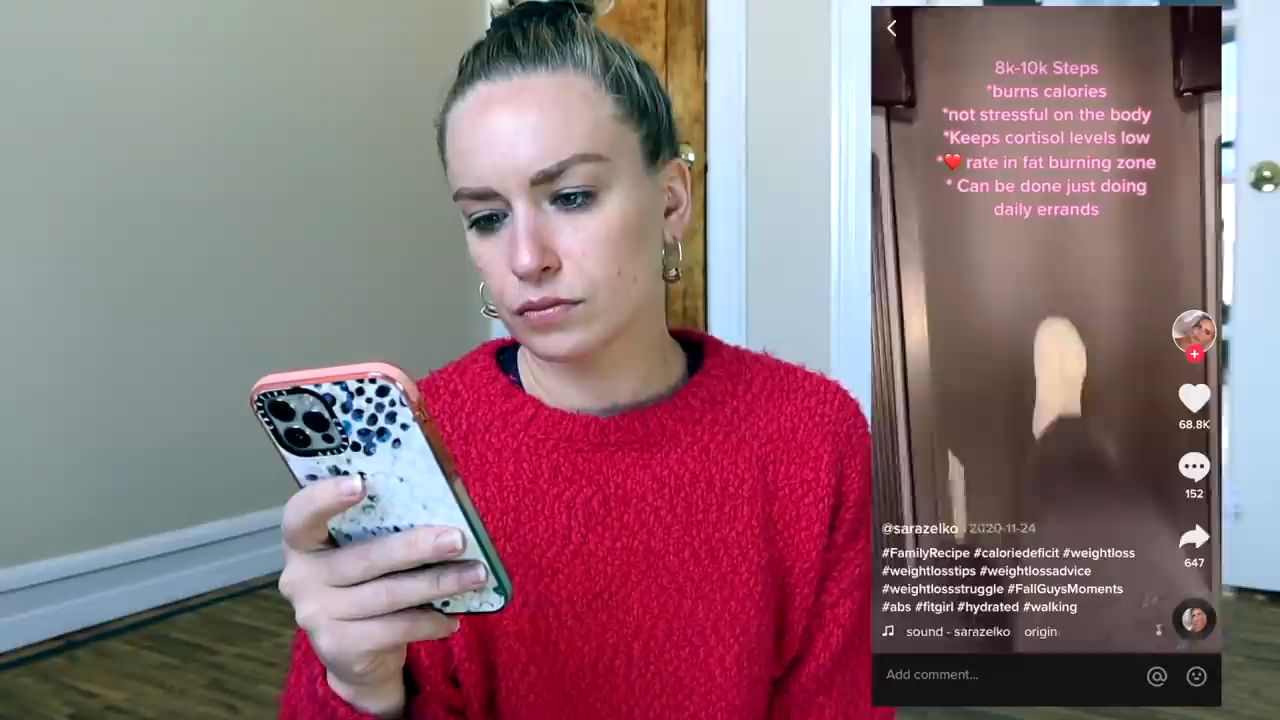 8k-10k Steps
*burns calories
*not stressful on the body
*Keeps cortisol levels low
*❤️ rate in fat burning zone
* Can be done just doing
daily errands
68.8K
152
647
@sarazelko 2020-11-24
#FamilyRecipe #caloriedeficit #weightloss
#weightlosstips #weightlossadvice
#weightlossstruggle #FallGuysMoments
#abs #fitgirl #hydrated #walking
sound - sarazelko origin
Add comment...